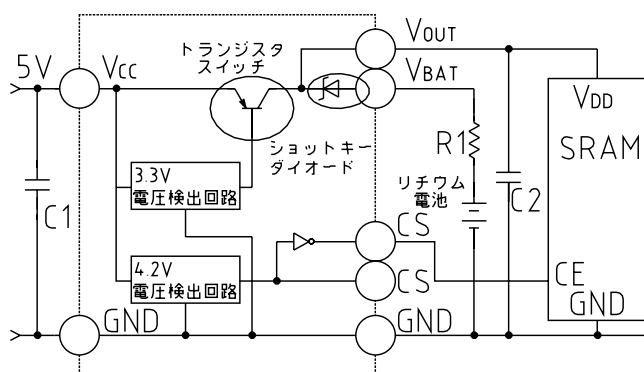 トランジスタ
スイッチ
5V
VCC
VOUT
VBAT
VDD
SRAM
ショットキー
ダイオード
R1
3.3V
電圧検出回路
リチウム
電池
C1
C2
CS
4.2V
電圧検出回路
CS
CE
GND
GND
GND